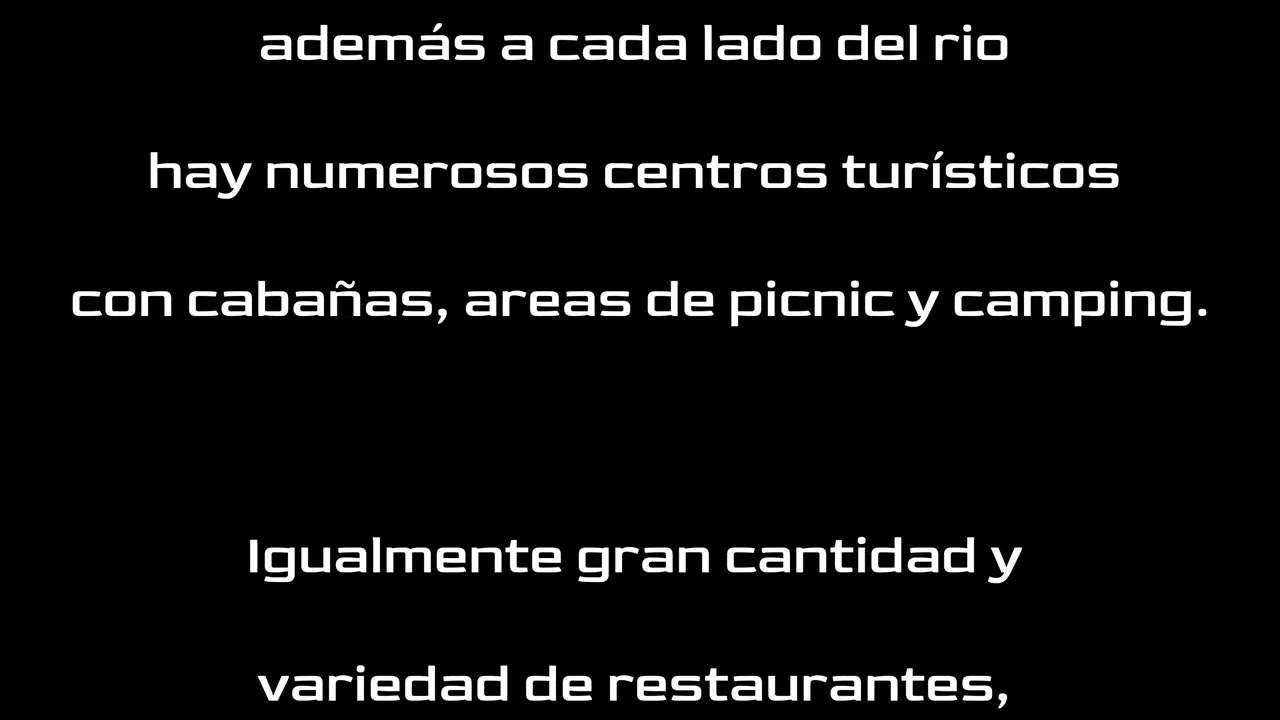 además a cada lado del rio
hay numerosos centros turísticos
con cabañas, areas de picnic y camping.
Igualmente gran cantidad y
variedad de restaurantes,